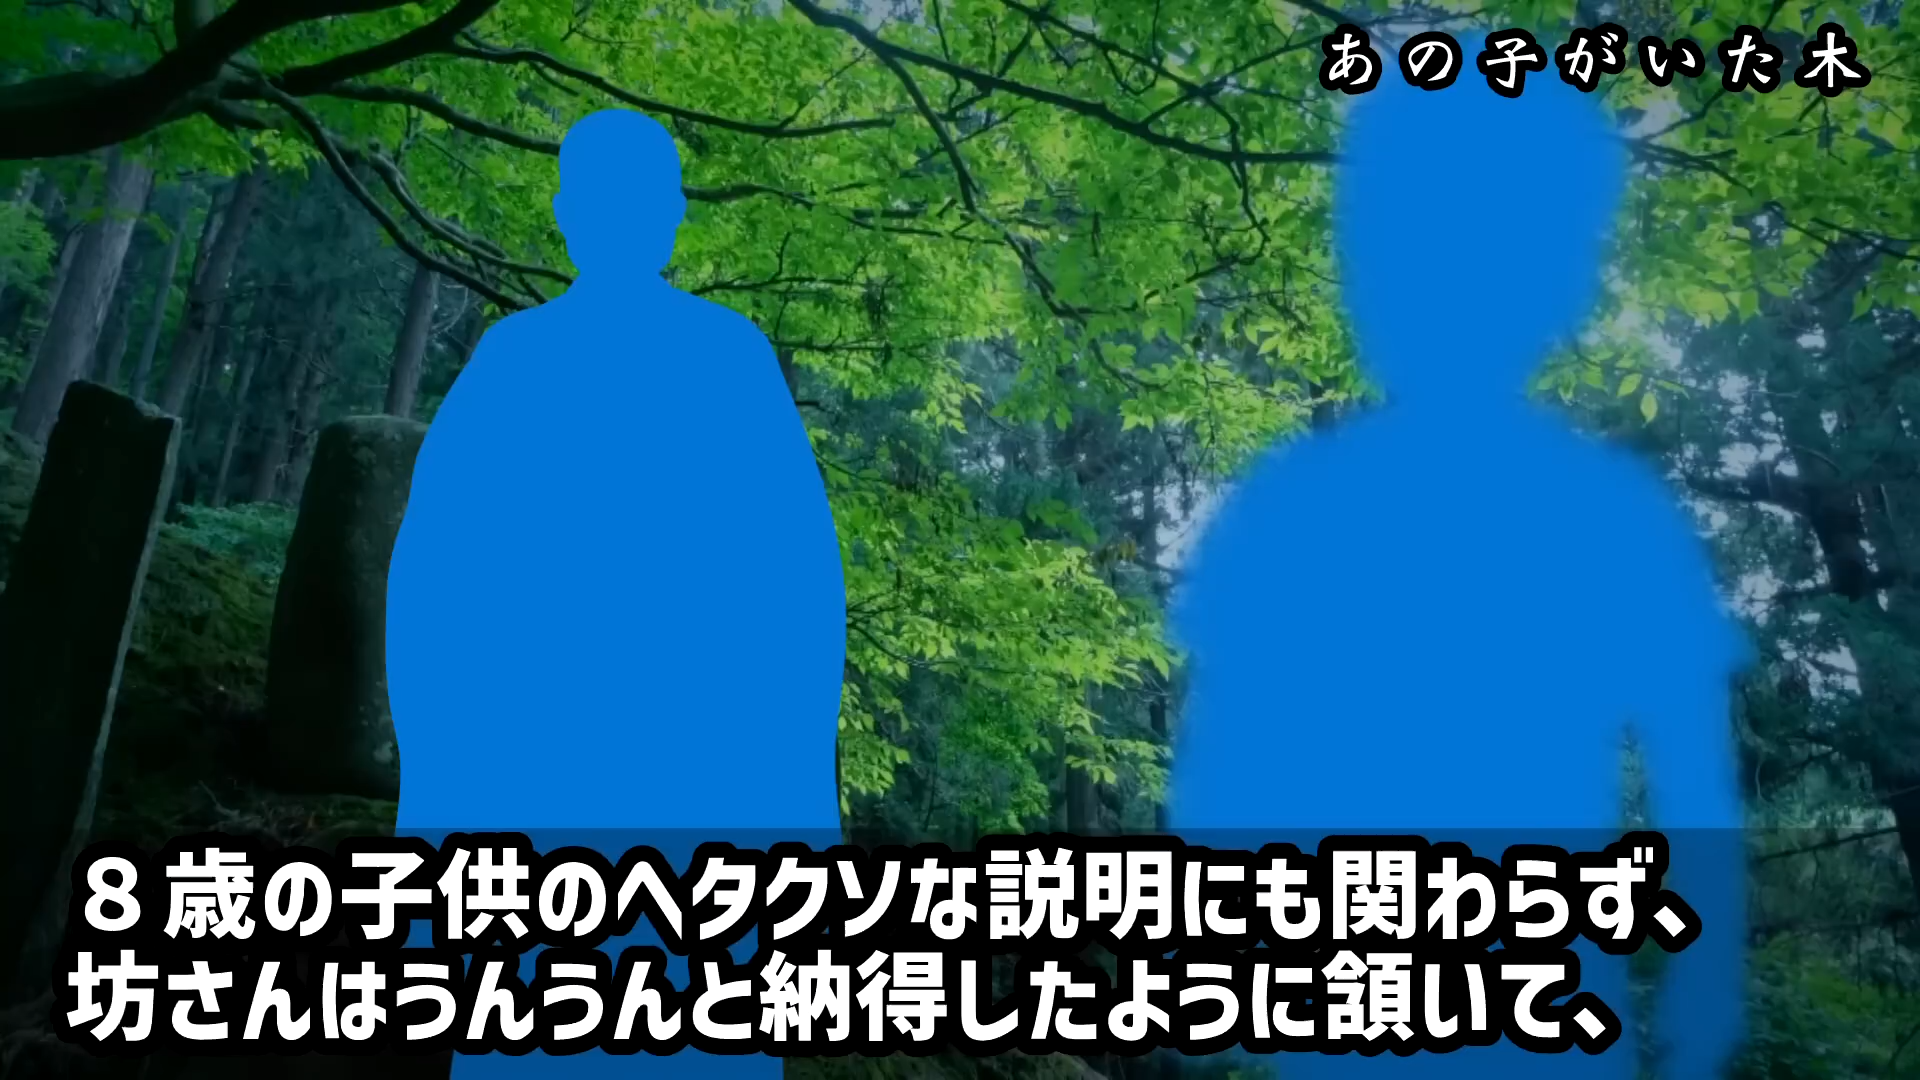 あの子がいた木
８歳の子供のヘタクソな説明にも関わらず、
坊さんはうんうんと納得したように頷いて、